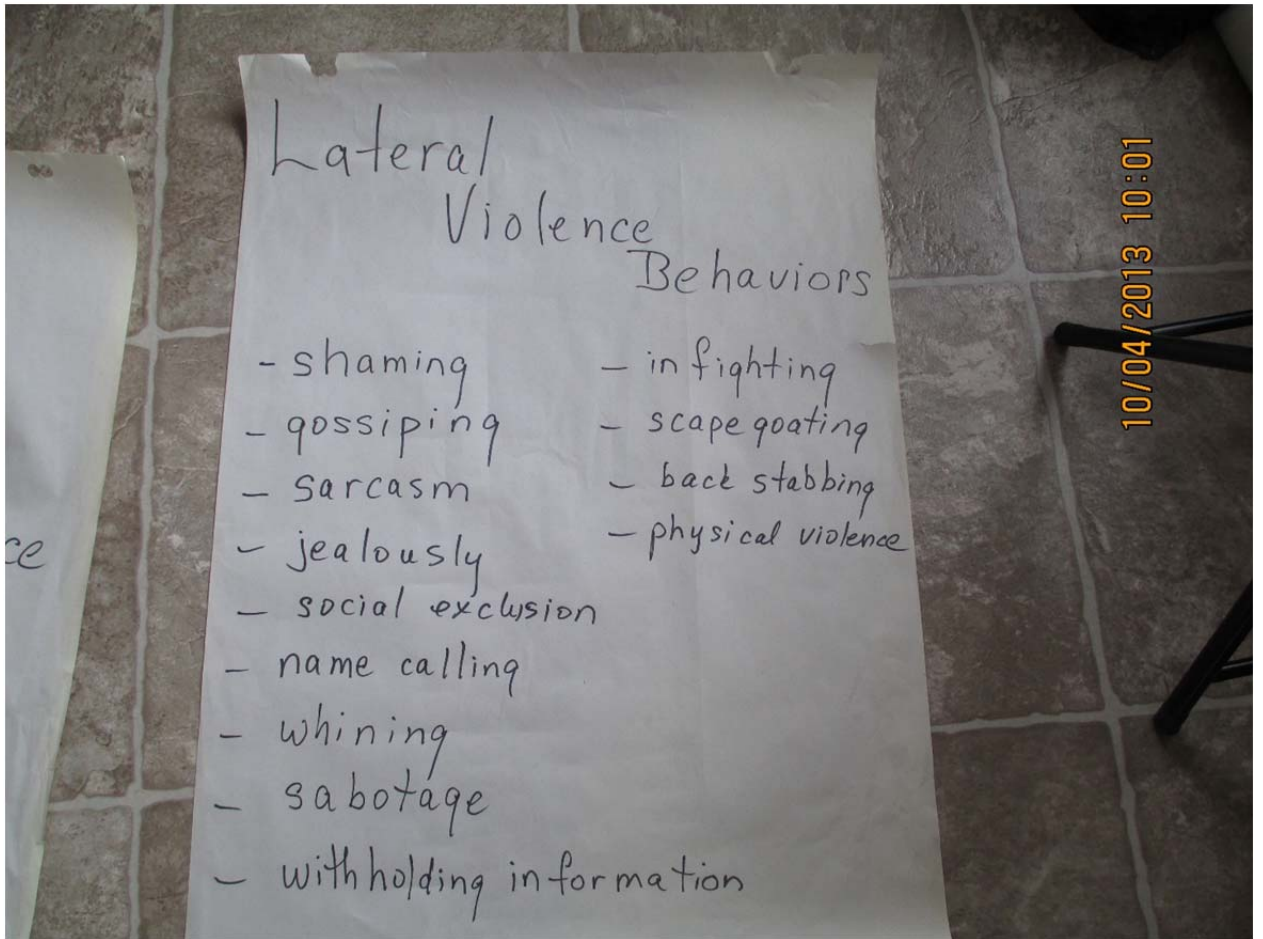 Lateral
Violence
Behaviors
- shaming
- gossiping
- sarcasm
- jealously
- social exclusion
- name calling
- whining
- sabotage
- withholding information
- in fighting
- scape goating
- back stabbing
- physical violence
ce
10/04/2013 10:01